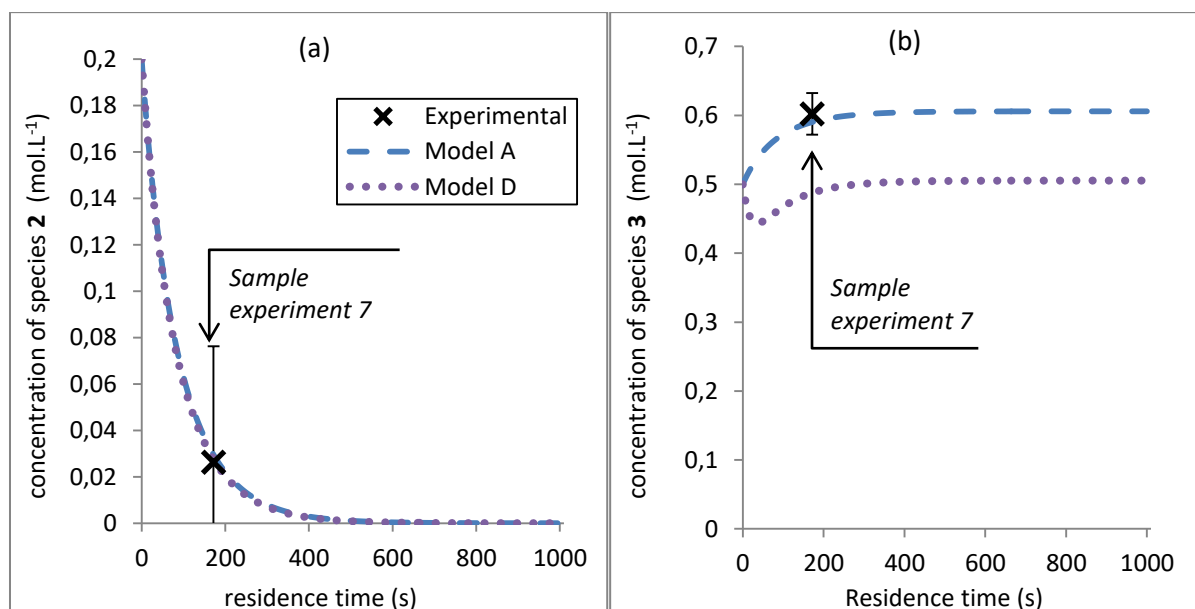 (a)
concentration of species 2 (mol.L-1)
0,2
0,18
0,16
0,14
0,12
0,1
0,08
0,06
0,04
0,02
0
Experimental
Model A
Model D
Sample
experiment 7
0 200 400 600 800 1000
residence time (s)
(b)
concentration of species 3 (mol.L-1)
0,7
0,6
0,5
0,4
0,3
0,2
0,1
0
Sample
experiment 7
0 200 400 600 800 1000
Residence time (s)